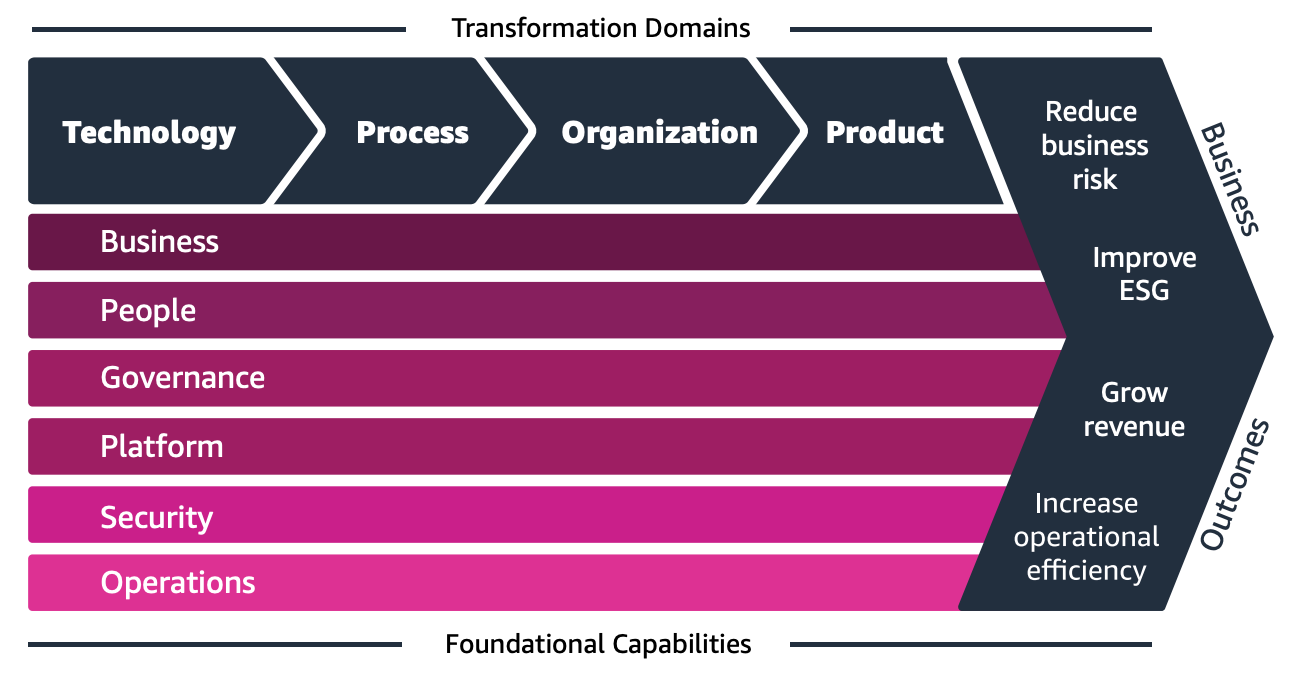 Transformation Domains
Technology
Process
Organization
Product
Business
People
Governance
Platform
Security
Operations
Reduce
business
risk
Improve
ESG
Grow
revenue
Increase
operational
efficiency
Business
Outcomes
Foundational Capabilities